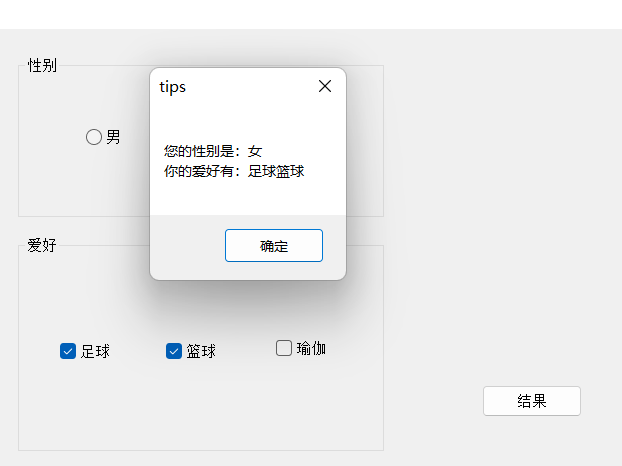 性别
tips
男
您的性别是：女
你的爱好有：足球篮球
爱好
确定
足球
篮球
瑜伽
结果